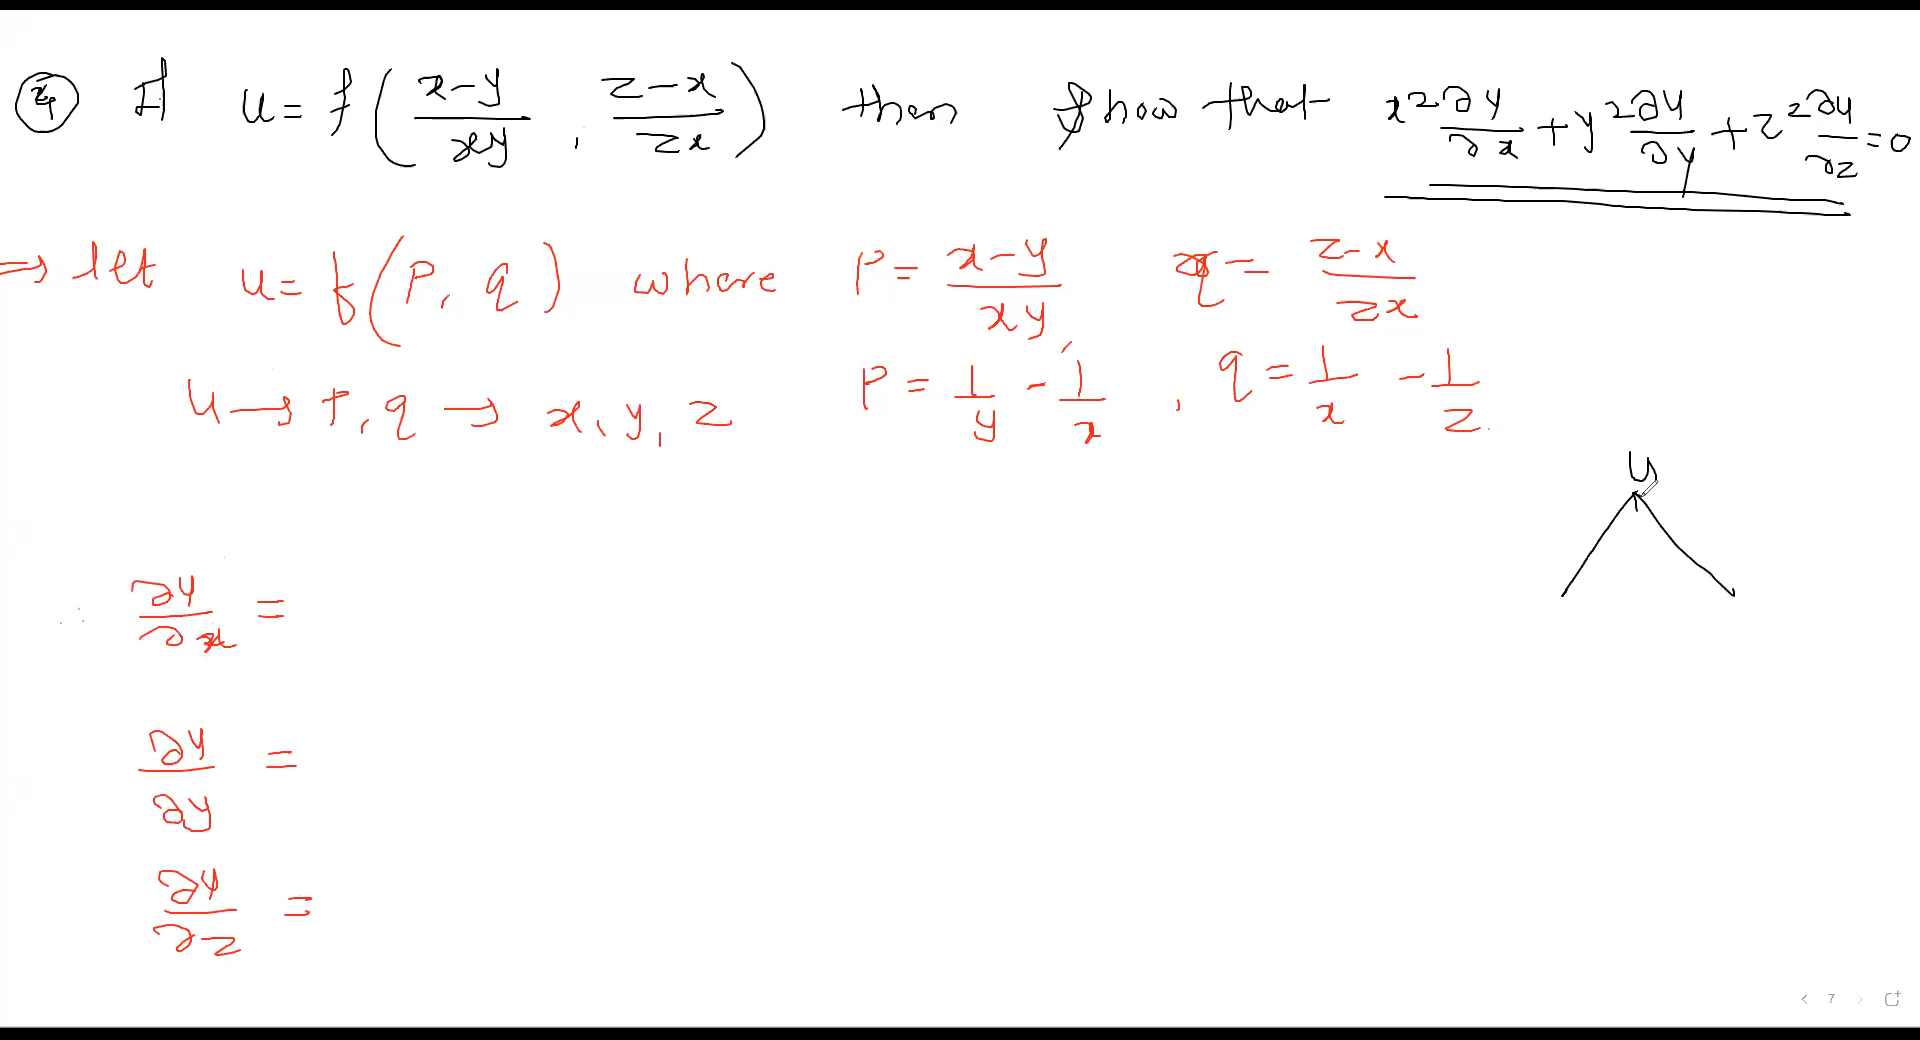 ④ If u = f( (x-y)/(xy) , (z-x)/(zx) ) then show that x² ∂u/∂x + y² ∂u/∂y + z² ∂u/∂z = 0
⇒ let u = f(P, q) where P = (x-y)/(xy), q = (z-x)/(zx)
u → P, q → x, y, z P = 1/y - 1/x , q = 1/x - 1/z
u
∂u/∂x =
∂u/∂y =
∂u/∂z =
7